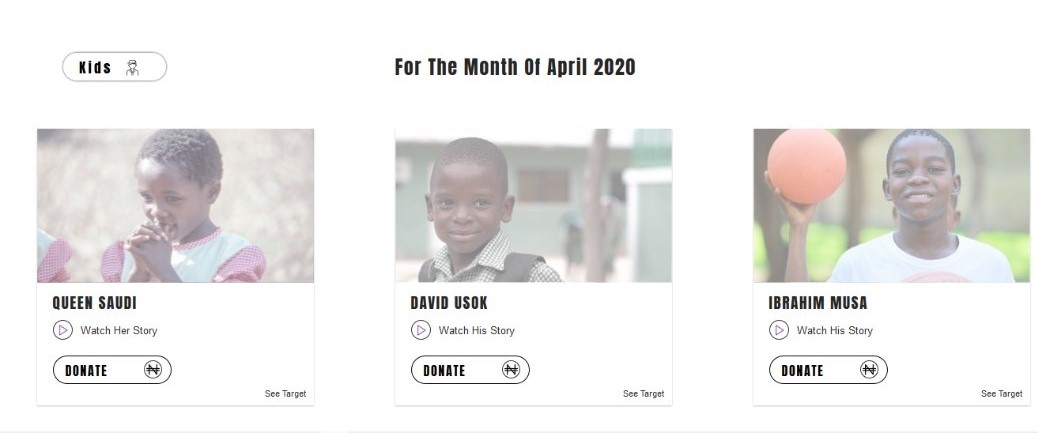 Kids
For The Month Of April 2020
QUEEN SAUDI
Watch Her Story
DONATE ₦
See Target
DAVID USOK
Watch His Story
DONATE ₦
See Target
IBRAHIM MUSA
Watch His Story
DONATE ₦
See Target